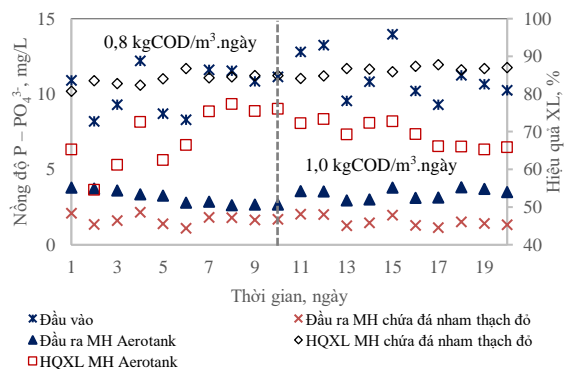 Nồng độ P – PO₄³⁻, mg/L
15
10
5
0
0,8 kgCOD/m³.ngày
1,0 kgCOD/m³.ngày
100
90
80
70
60
50
40
Hiệu quả XL, %
1 3 5 7 9 11 13 15 17 19
Thời gian, ngày
Đầu vào
Đầu ra MH chứa đá nham thạch đỏ
Đầu ra MH Aerotank
HQXL MH chứa đá nham thạch đỏ
HQXL MH Aerotank